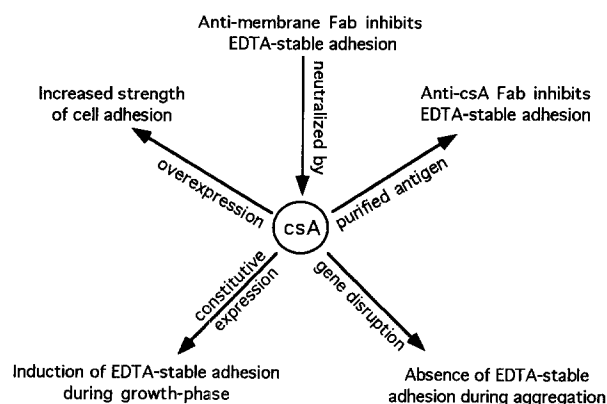 Anti-membrane Fab inhibits
EDTA-stable adhesion
neutralized by
Increased strength
of cell adhesion
Anti-csA Fab inhibits
EDTA-stable adhesion
overexpression
purified antigen
csA
constitutive
expression
gene disruption
Induction of EDTA-stable adhesion
during growth-phase
Absence of EDTA-stable
adhesion during aggregation